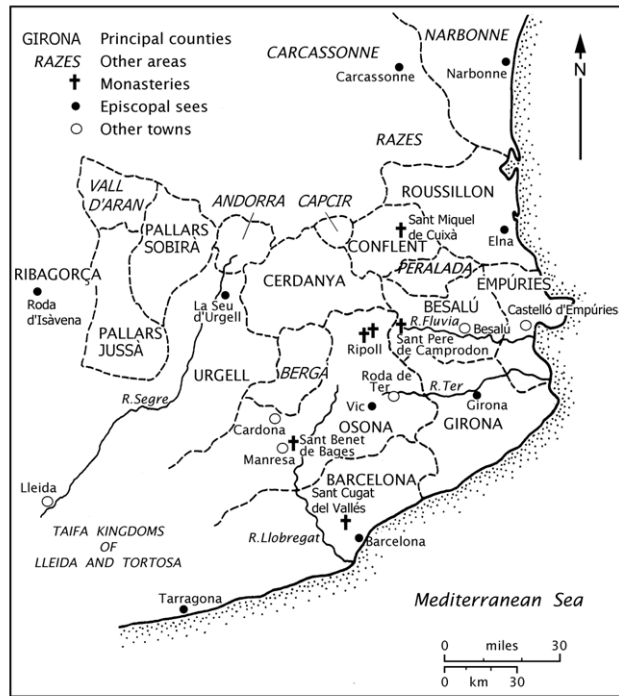 GIRONA Principal counties
RAZES Other areas
Monasteries
Episcopal sees
Other towns
CARCASSONNE
Carcassonne
NARBONNE
Narbonne
N
RAZES
VALL
D'ARAN
PALLARS
SOBIRÀ
ANDORRA
CAPCIR
ROUSSILLON
Sant Miquel
de Cuixà
Elna
CONFLENT
RIBAGORÇA
Roda
d'Isàvena
CERDANYA
PERALADA
EMPÚRIES
La Seu
d'Urgell
BESALÚ
R.Fluvia
Besalú
Castelló d'Empúries
PALLARS
JUSSÀ
Ripoll
Sant Pere
de Camprodon
URGELL
BERGA
Roda de
Ter
R.Ter
R.Segre
Vic
Girona
Cardona
OSONA
GIRONA
Sant Benet
de Bages
Manresa
BARCELONA
Sant Cugat
del Vallés
Lleida
TAIFA KINGDOMS
OF
LLEIDA AND TORTOSA
R.Llobregat
Barcelona
Tarragona
Mediterranean Sea
0 miles 30
0 km 30